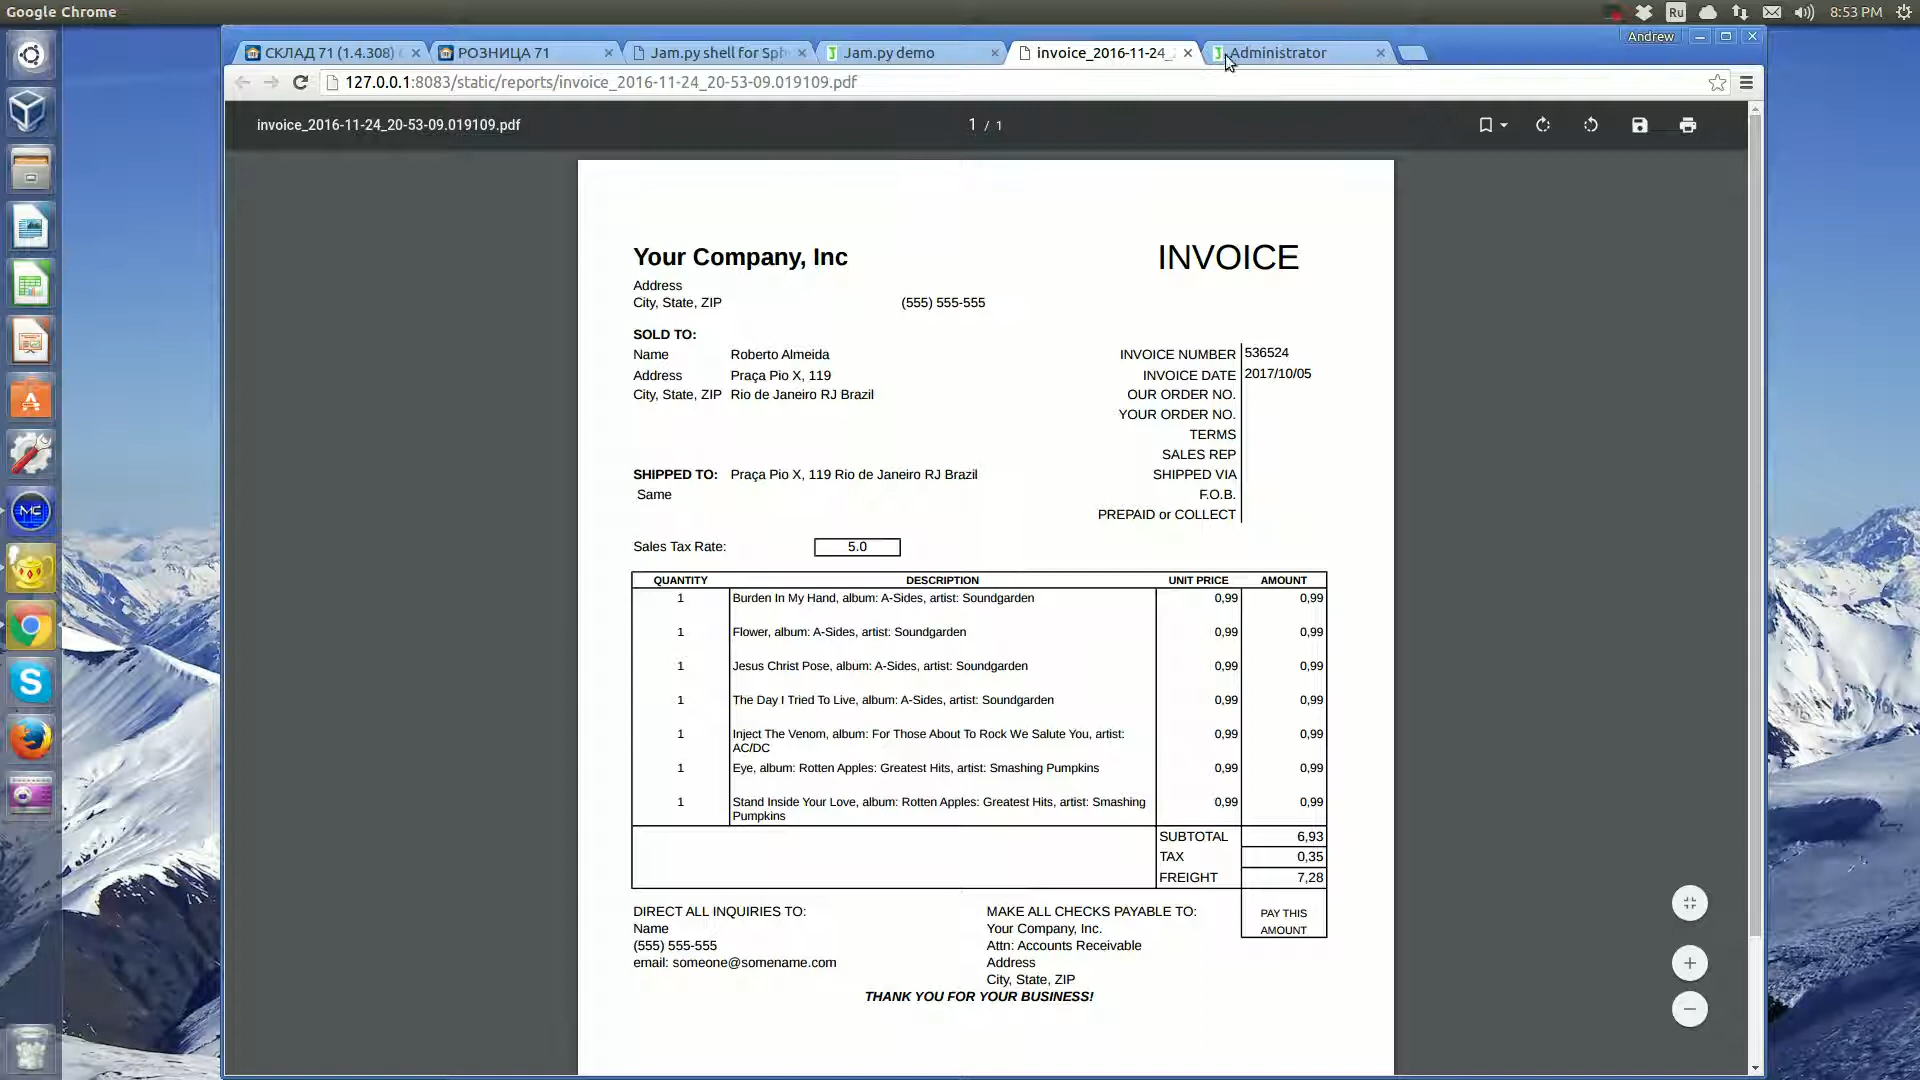 Google Chrome
Ru
8:53 PM
Andrew
СКЛАД 71 (1.4.308)
РОЗНИЦА 71
Jam.py shell for Sph
Jam.py demo
invoice_2016-11-24_
Administrator
127.0.0.1:8083/static/reports/invoice_2016-11-24_20-53-09.019109.pdf
invoice_2016-11-24_20-53-09.019109.pdf
1 / 1
Your Company, Inc
INVOICE
Address
City, State, ZIP (555) 555-555
SOLD TO:
Name Roberto Almeida
INVOICE NUMBER 536524
Address Praça Pio X, 119
INVOICE DATE 2017/10/05
City, State, ZIP Rio de Janeiro RJ Brazil
OUR ORDER NO.
YOUR ORDER NO.
TERMS
SALES REP
SHIPPED TO: Praça Pio X, 119 Rio de Janeiro RJ Brazil
SHIPPED VIA
Same
F.O.B.
PREPAID or COLLECT
Sales Tax Rate: 5.0
QUANTITY DESCRIPTION UNIT PRICE AMOUNT
1 Burden In My Hand, album: A-Sides, artist: Soundgarden 0,99 0,99
1 Flower, album: A-Sides, artist: Soundgarden 0,99 0,99
1 Jesus Christ Pose, album: A-Sides, artist: Soundgarden 0,99 0,99
1 The Day I Tried To Live, album: A-Sides, artist: Soundgarden 0,99 0,99
1 Inject The Venom, album: For Those About To Rock We Salute You, artist: 0,99 0,99
AC/DC
1 Eye, album: Rotten Apples: Greatest Hits, artist: Smashing Pumpkins 0,99 0,99
1 Stand Inside Your Love, album: Rotten Apples: Greatest Hits, artist: Smashing 0,99 0,99
Pumpkins
SUBTOTAL 6,93
TAX 0,35
FREIGHT 7,28
PAY THIS
AMOUNT
DIRECT ALL INQUIRIES TO:
Name
(555) 555-555
email: someone@somename.com
MAKE ALL CHECKS PAYABLE TO:
Your Company, Inc.
Attn: Accounts Receivable
Address
City, State, ZIP
THANK YOU FOR YOUR BUSINESS!